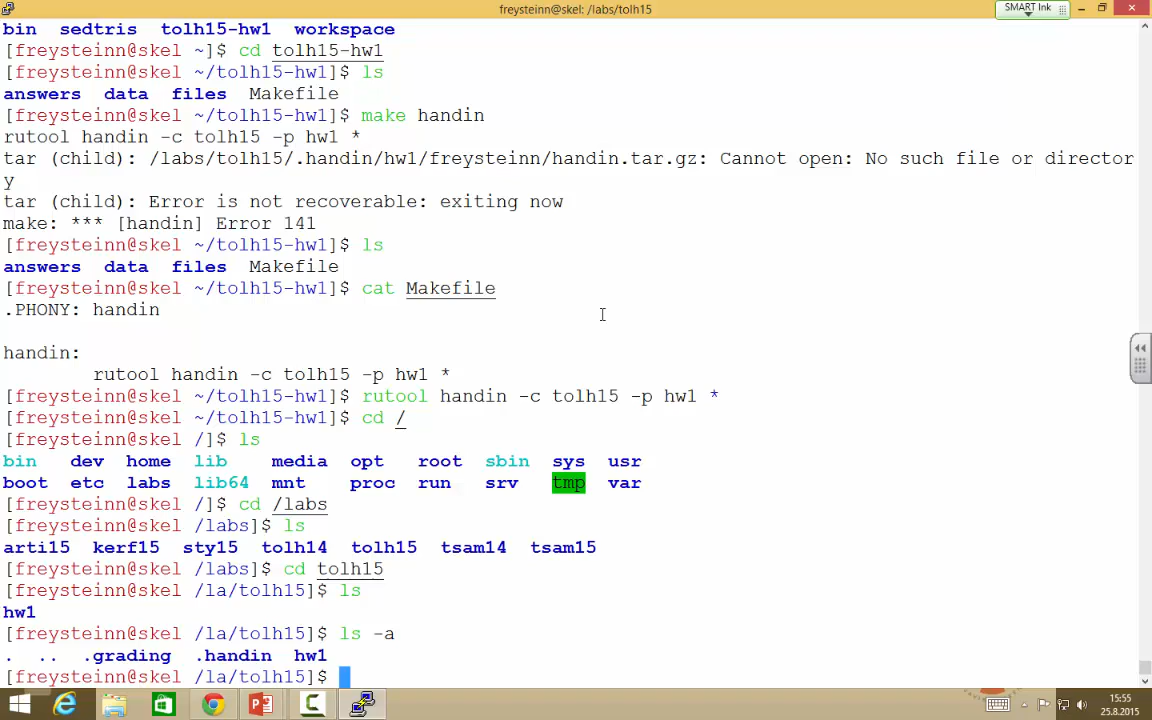 freysteinn@skel: /labs/tolh15
SMART Ink
bin sedtris tolh15-hw1 workspace
[freysteinn@skel ~]$ cd tolh15-hw1
[freysteinn@skel ~/tolh15-hw1]$ ls
answers data files Makefile
[freysteinn@skel ~/tolh15-hw1]$ make handin
rutool handin -c tolh15 -p hw1 *
tar (child): /labs/tolh15/.handin/hw1/freysteinn/handin.tar.gz: Cannot open: No such file or director
y
tar (child): Error is not recoverable: exiting now
make: *** [handin] Error 141
[freysteinn@skel ~/tolh15-hw1]$ ls
answers data files Makefile
[freysteinn@skel ~/tolh15-hw1]$ cat Makefile
.PHONY: handin
handin:
rutool handin -c tolh15 -p hw1 *
[freysteinn@skel ~/tolh15-hw1]$ rutool handin -c tolh15 -p hw1 *
[freysteinn@skel ~/tolh15-hw1]$ cd /
[freysteinn@skel /]$ ls
bin dev home lib media opt root sbin sys usr
boot etc labs lib64 mnt proc run srv tmp var
[freysteinn@skel /]$ cd /labs
[freysteinn@skel /labs]$ ls
arti15 kerf15 sty15 tolh14 tolh15 tsam14 tsam15
[freysteinn@skel /labs]$ cd tolh15
[freysteinn@skel /la/tolh15]$ ls
hw1
[freysteinn@skel /la/tolh15]$ ls -a
. .. .grading .handin hw1
[freysteinn@skel /la/tolh15]$
15:55
25.8.2015